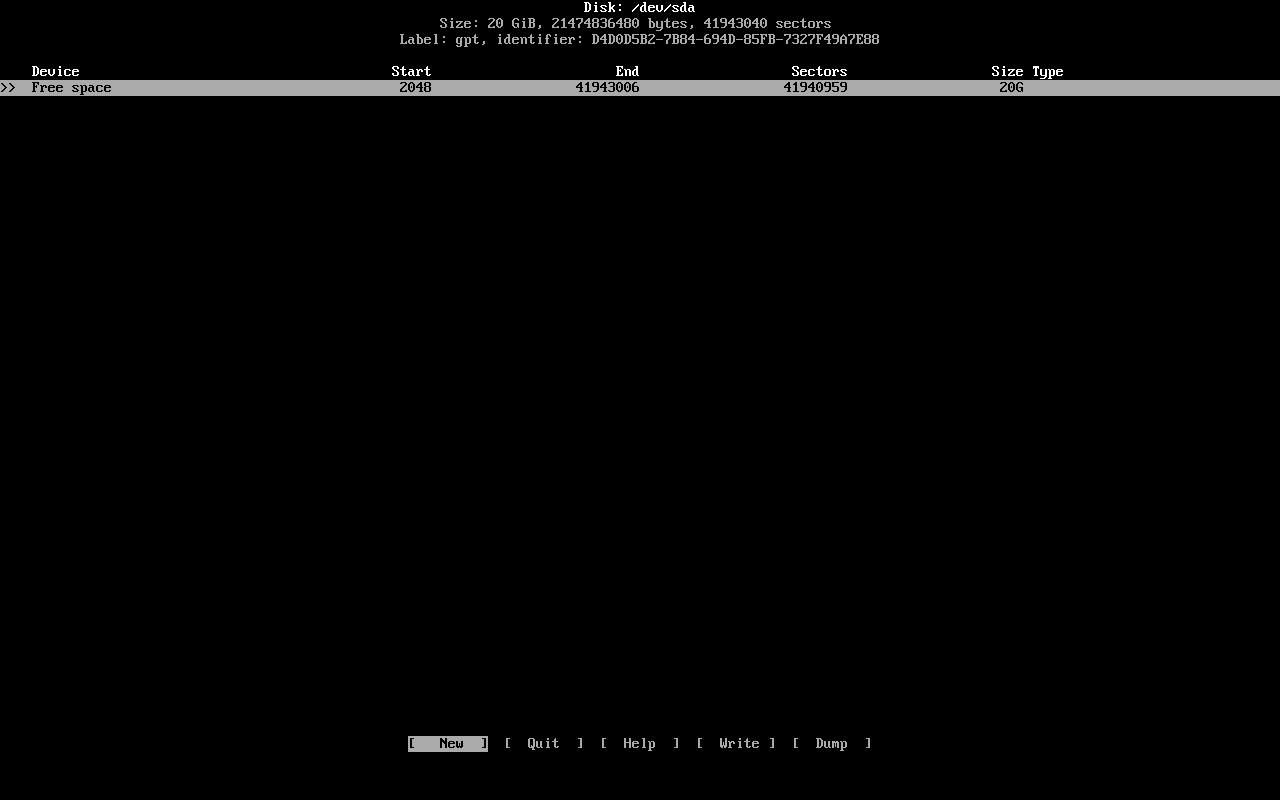 Disk: /dev/sda
Size: 20 GiB, 21474836480 bytes, 41943040 sectors
Label: gpt, identifier: D4D0D5B2-7B84-694D-85FB-7327F49A7E88
Device Start End Sectors Size Type
>> Free space 2048 41943006 41940959 20G
[ New ] [ Quit ] [ Help ] [ Write ] [ Dump ]